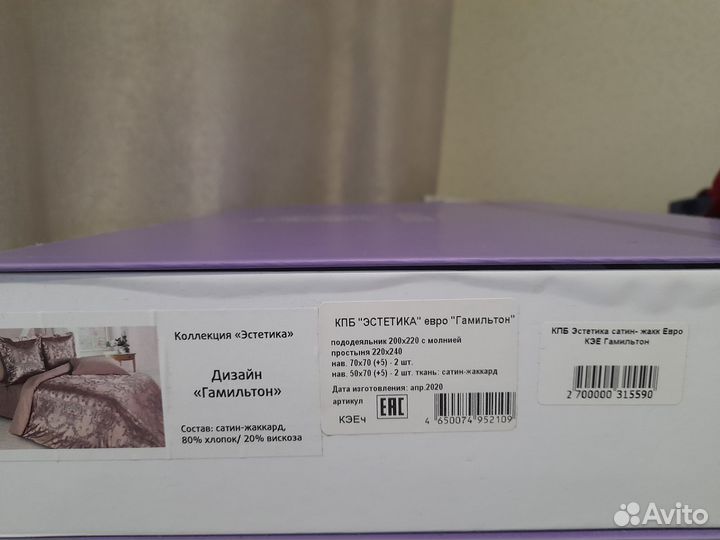 Коллекция «Эстетика»
Дизайн
«Гамильтон»
Состав: сатин-жаккард,
80% хлопок/ 20% вискоза
КПБ "ЭСТЕТИКА" евро "Гамильтон"
пододеяльник 200х220 с молнией
простыня 220х240
нав. 70х70 (+5) - 2 шт.
нав. 50х70 (+5) - 2 шт. ткань: сатин-жаккард
Дата изготовления: апр.2020
артикул
КЭЕч
EAC
4 650074 952109
КПБ Эстетика сатин- жакк Евро
КЭЕ Гамильтон
2 700000 315590
Avito